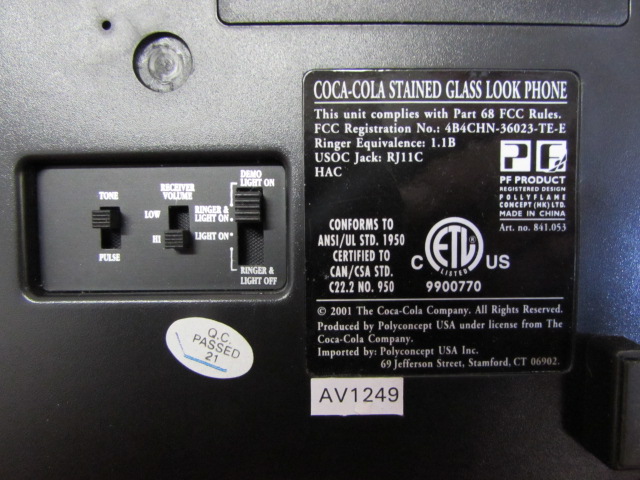 COCA-COLA STAINED GLASS LOOK PHONE
This unit complies with Part 68 FCC Rules.
FCC Registration No.: 4B4CHN-36023-TE-E
Ringer Equivalence: 1.1B
USOC Jack: RJ11C
HAC
PF
PF PRODUCT
REGISTERED DESIGN
POLLYFLAME
CONCEPT (HK) LTD.
MADE IN CHINA
Art. no. 841.053
CONFORMS TO
ANSI/UL STD. 1950
CERTIFIED TO
CAN/CSA STD.
C22.2 NO. 950
C ETL US
LISTED
9900770
© 2001 The Coca-Cola Company. All Rights Reserved.
Produced by Polyconcept USA under license from The
Coca-Cola Company.
Imported by: Polyconcept USA Inc.
69 Jefferson Street, Stamford, CT 06902.
TONE
PULSE
RECEIVER
VOLUME
LOW
HI
DEMO
LIGHT ON
RINGER &
LIGHT ON
LIGHT ON
RINGER &
LIGHT OFF
Q.C.
PASSED
21
AV1249